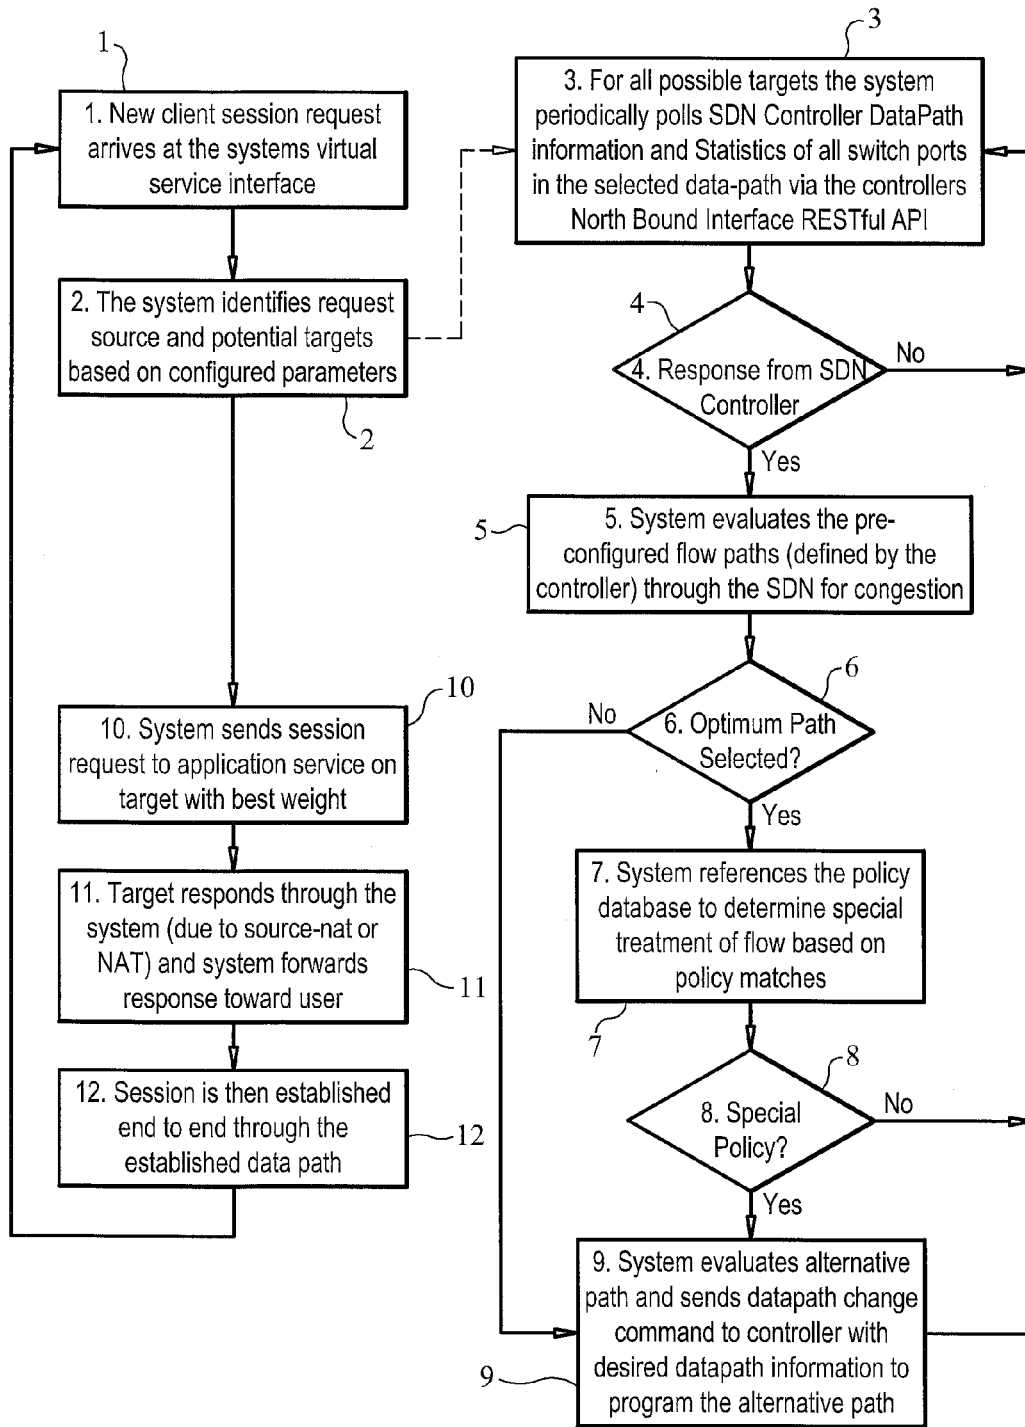 1
1. New client session request
arrives at the systems virtual
service interface
2. The system identifies request
source and potential targets
based on configured parameters
2
10
10. System sends session
request to application service on
target with best weight
11. Target responds through the
system (due to source-nat or
NAT) and system forwards
response toward user
11
12. Session is then established
end to end through the
established data path
12
3
3. For all possible targets the system
periodically polls SDN Controller DataPath
information and Statistics of all switch ports
in the selected data-path via the controllers
North Bound Interface RESTful API
4
4. Response from SDN
Controller
No
Yes
5
5. System evaluates the pre-
configured flow paths (defined by the
controller) through the SDN for congestion
6
No
6. Optimum Path
Selected?
Yes
7. System references the policy
database to determine special
treatment of flow based on
policy matches
7
8
8. Special
Policy?
No
Yes
9. System evaluates alternative
path and sends datapath change
command to controller with
desired datapath information to
program the alternative path
9